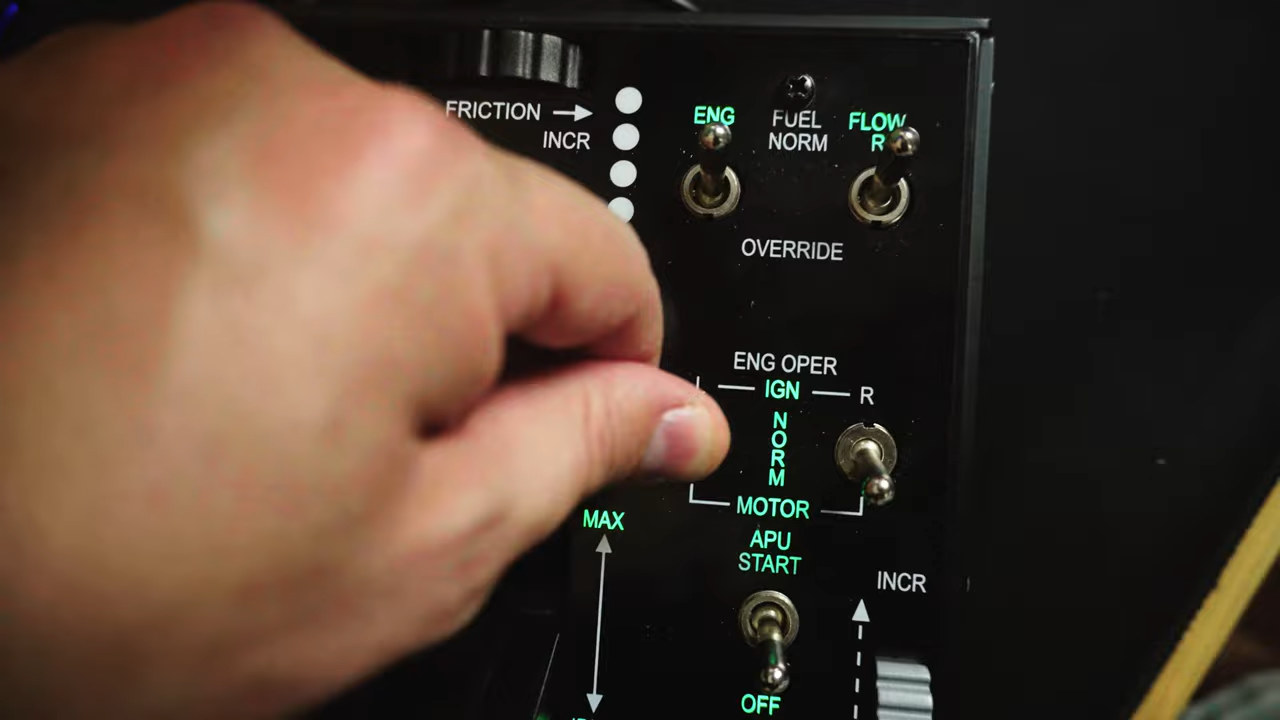 FRICTION
INCR
ENG
FUEL
NORM
FLOW
R
OVERRIDE
ENG OPER
IGN
R
NORM
MOTOR
MAX
APU
START
INCR
OFF